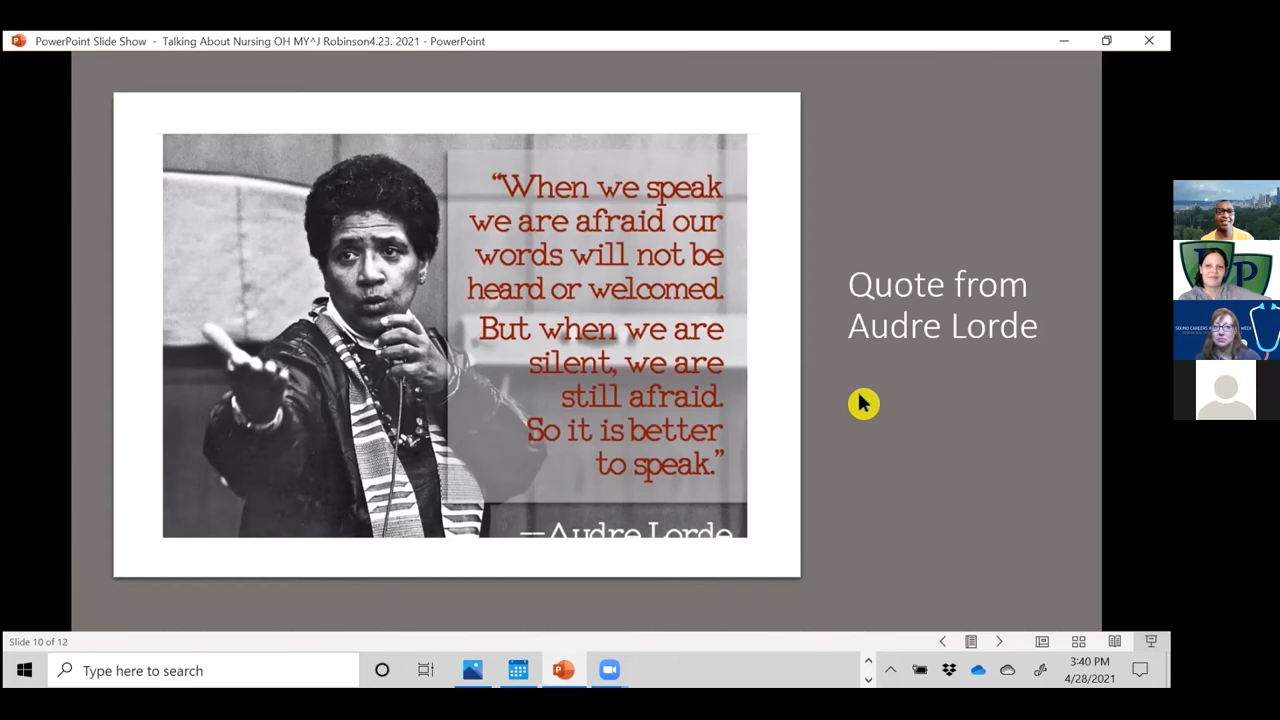 PowerPoint Slide Show - Talking About Nursing OH MY^J Robinson4.23. 2021 - PowerPoint
“When we speak
we are afraid our
words will not be
heard or welcomed.
But when we are
silent, we are
still afraid.
So it is better
to speak.”
—Audre Lorde
Quote from
Audre Lorde
P
SOUND CAREERS
WEEK
Slide 10 of 12
Type here to search
3:40 PM
4/28/2021